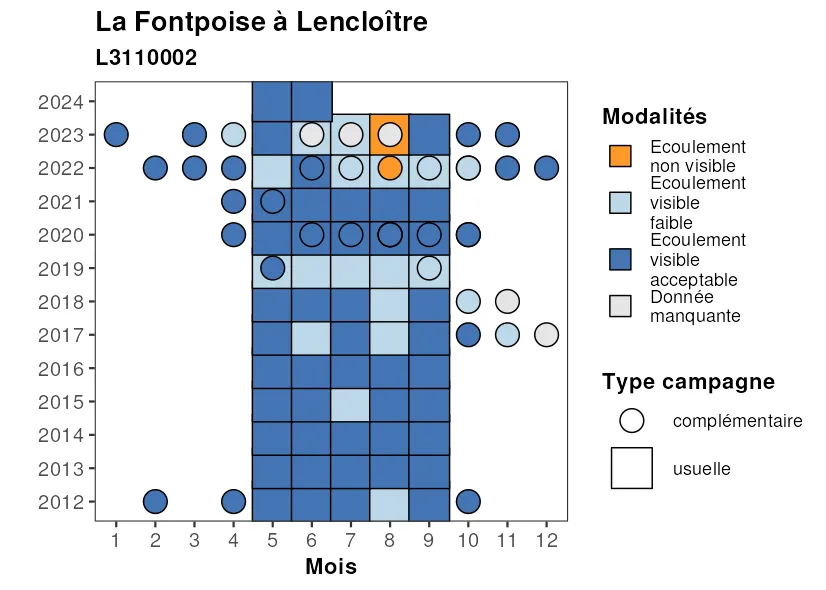 La Fontpoise à Lencloître
L3110002
2024
2023
2022
2021
2020
2019
2018
2017
2016
2015
2014
2013
2012
1 2 3 4 5 6 7 8 9 10 11 12
Mois
Modalités
Ecoulement
non visible
Ecoulement
visible
faible
Ecoulement
visible
acceptable
Donnée
manquante
Type campagne
complémentaire
usuelle